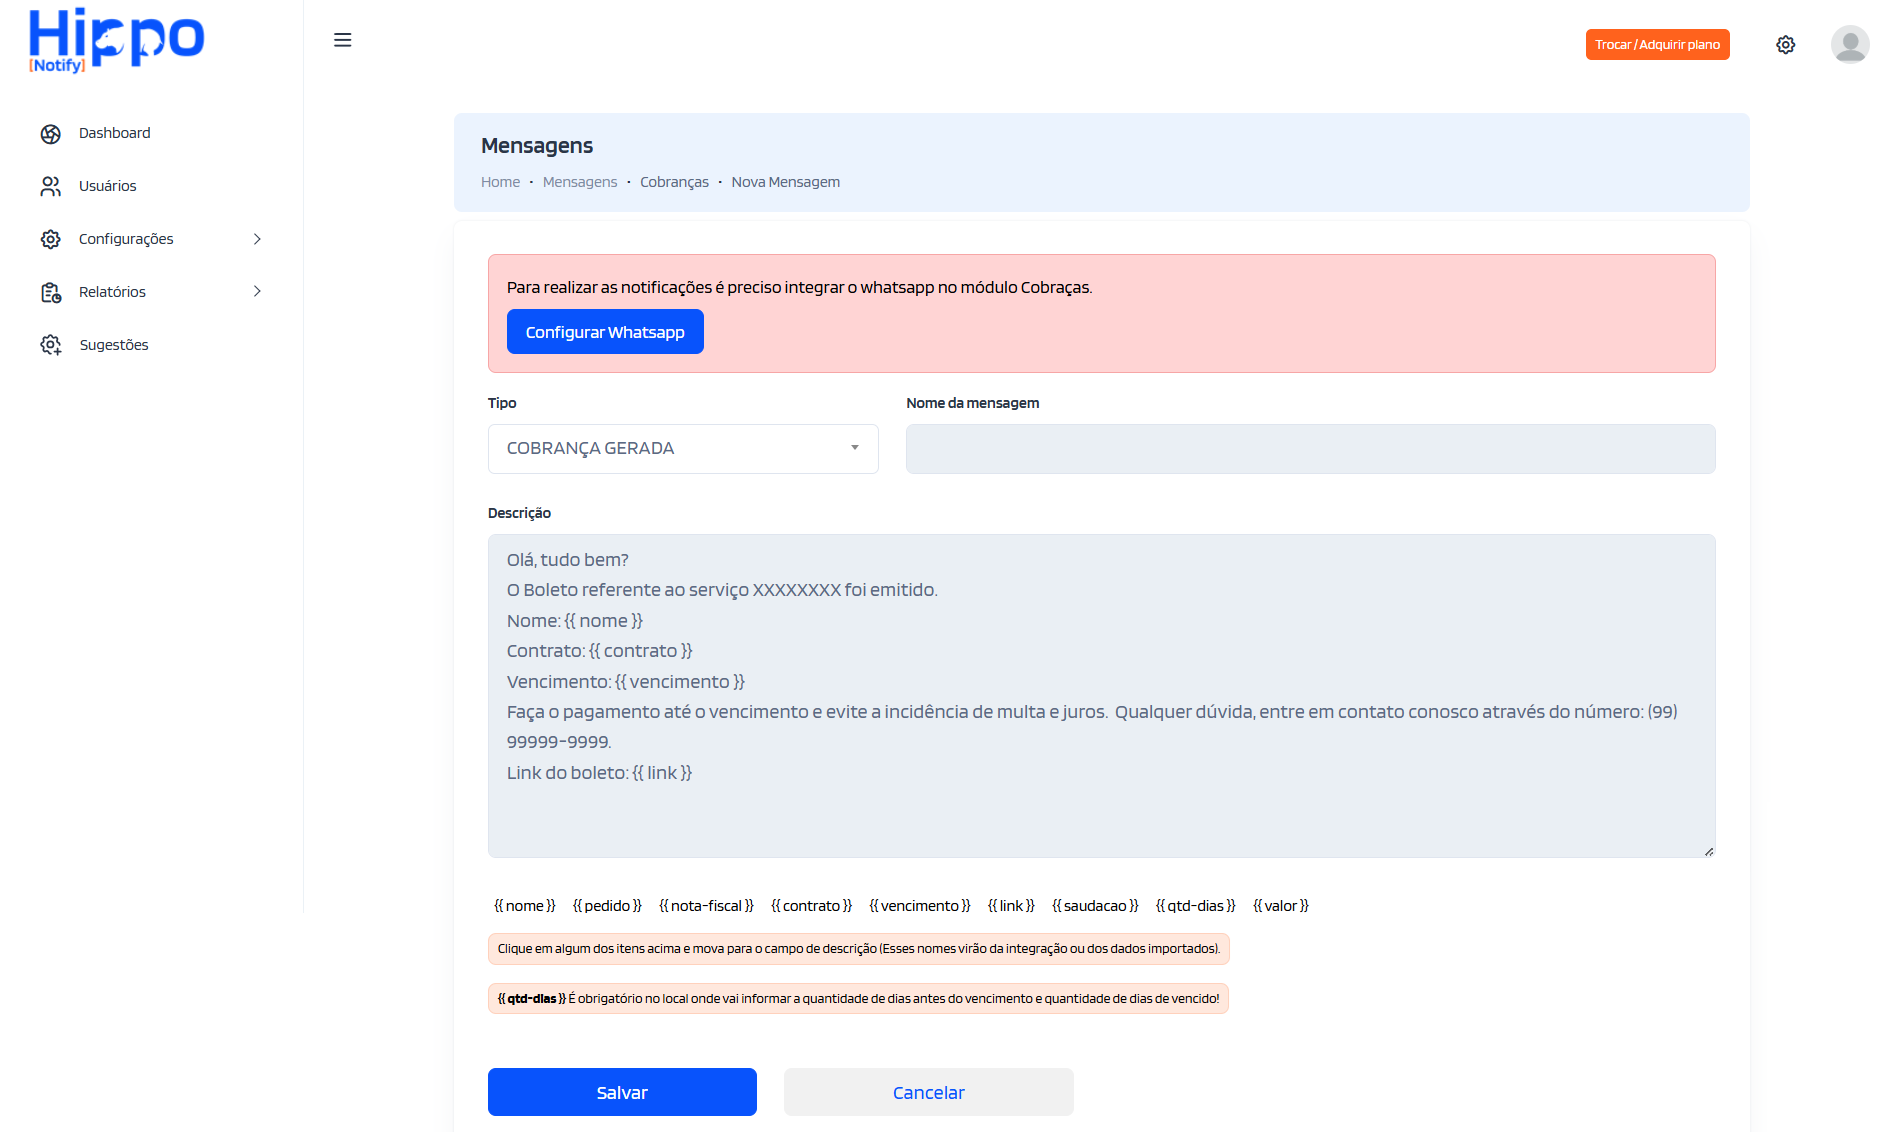 Hippo
[Notify]
Trocar / Adquirir plano
Dashboard
Usuários
Configurações
Relatórios
Sugestões
Mensagens
Home · Mensagens · Cobranças · Nova Mensagem
Para realizar as notificações é preciso integrar o whatsapp no módulo Cobraças.
Configurar Whatsapp
Tipo
COBRANÇA GERADA
Nome da mensagem
Descrição
Olá, tudo bem?
O Boleto referente ao serviço XXXXXXXX foi emitido.
Nome: {{ nome }}
Contrato: {{ contrato }}
Vencimento: {{ vencimento }}
Faça o pagamento até o vencimento e evite a incidência de multa e juros.  Qualquer dúvida, entre em contato conosco através do número: (99)
99999-9999.
Link do boleto: {{ link }}
{{ nome }} {{ pedido }} {{ nota-fiscal }} {{ contrato }} {{ vencimento }} {{ link }} {{ saudacao }} {{ qtd-dias }} {{ valor }}
Clique em algum dos itens acima e mova para o campo de descrição (Esses nomes virão da integração ou dos dados importados).
{{ qtd-dias }} É obrigatório no local onde vai informar a quantidade de dias antes do vencimento e quantidade de dias de vencido!
Salvar
Cancelar